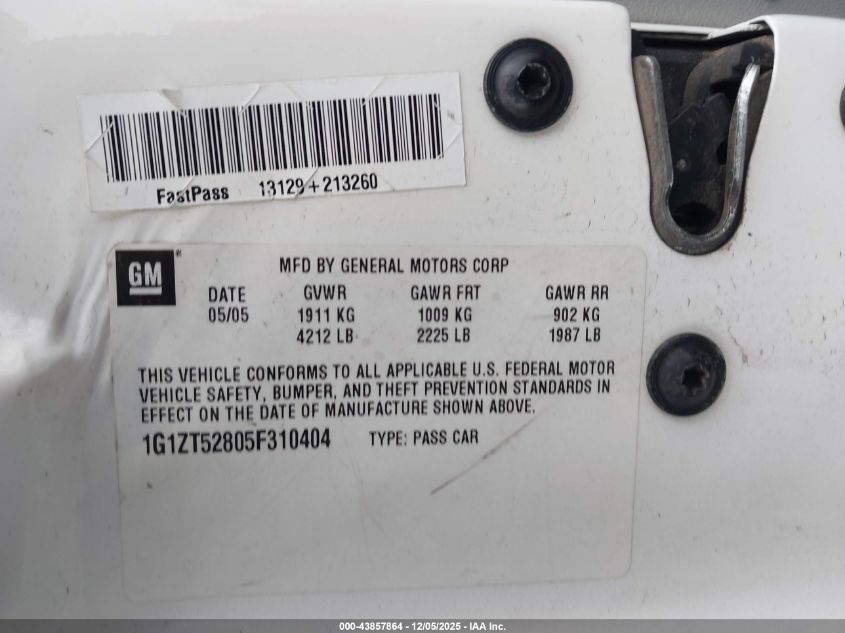 FastPass 13129+213260
GM
MFD BY GENERAL MOTORS CORP
DATE GVWR GAWR FRT GAWR RR
05/05 1911 KG 1009 KG 902 KG
4212 LB 2225 LB 1987 LB
THIS VEHICLE CONFORMS TO ALL APPLICABLE U.S. FEDERAL MOTOR
VEHICLE SAFETY, BUMPER, AND THEFT PREVENTION STANDARDS IN
EFFECT ON THE DATE OF MANUFACTURE SHOWN ABOVE.
1G1ZT52805F310404 TYPE: PASS CAR
000-43857864 | 12/05/2025 - IAA Inc.